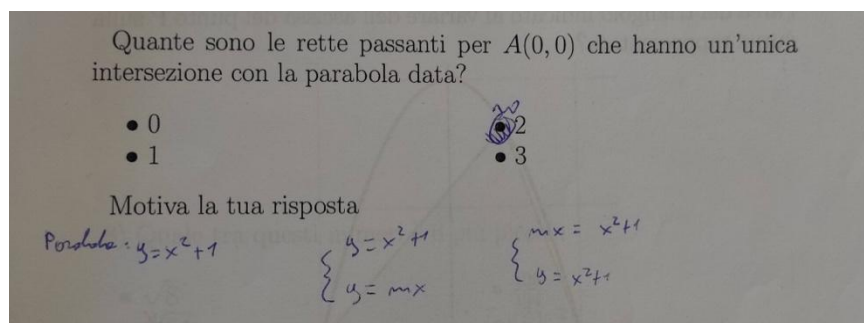 Quante sono le rette passanti per A(0, 0) che hanno un'unica
intersezione con la parabola data?
• 0
• 2
• 1
• 3
Motiva la tua risposta
Parabola: y=x²+1
{ y=x²+1
y= mx
{ mx = x²+1
y= x²+1